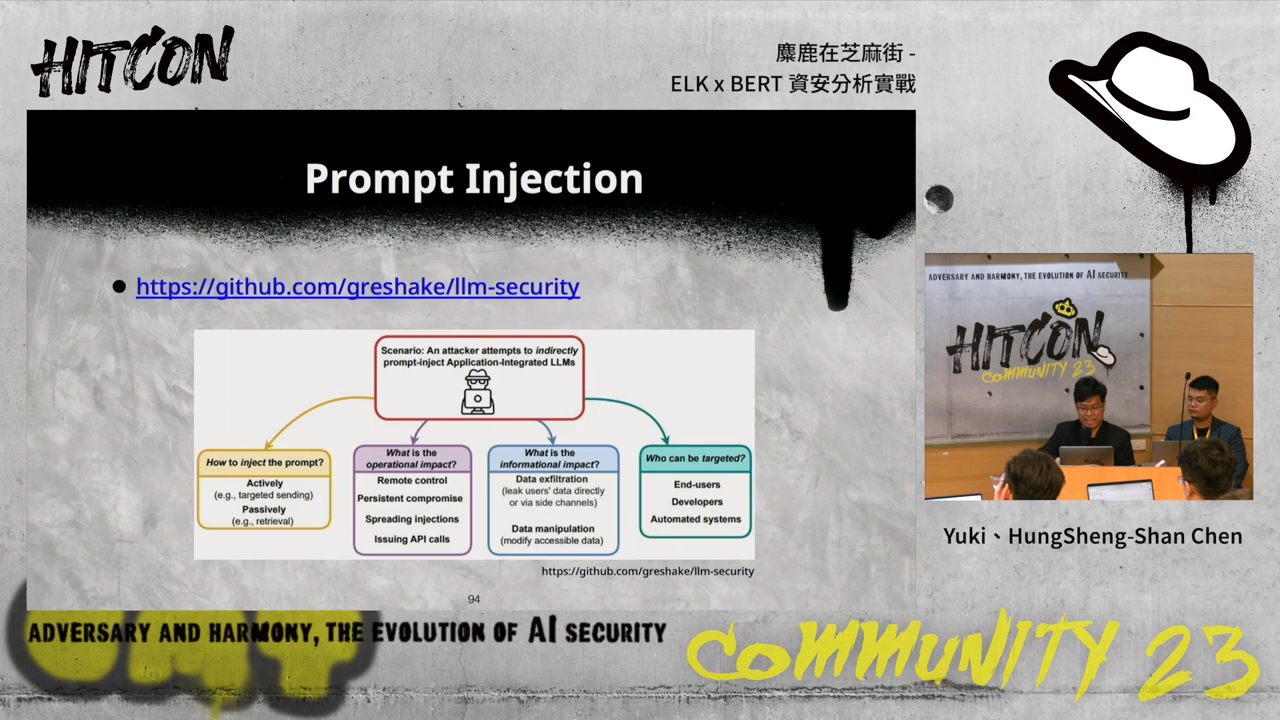 HITCON
麋鹿在芝麻街 -
ELK x BERT 資安分析實戰
Prompt Injection
https://github.com/greshake/llm-security
Scenario: An attacker attempts to indirectly
prompt-inject Application-Integrated LLMs
How to inject the prompt?
Actively
(e.g., targeted sending)
Passively
(e.g., retrieval)
What is the
operational impact?
Remote control
Persistent compromise
Spreading injections
Issuing API calls
What is the
informational impact?
Data exfiltration
(leak users' data directly
or via side channels)
Data manipulation
(modify accessible data)
Who can be targeted?
End-users
Developers
Automated systems
https://github.com/greshake/llm-security
94
ADVERSARY AND HARMONY, THE EVOLUTION OF AI SECURITY
HITCON
COMMUNITY 23
Yuki、HungSheng-Shan Chen
ADVERSARY AND HARMONY, THE EVOLUTION OF AI SECURITY
COMMUNITY 23